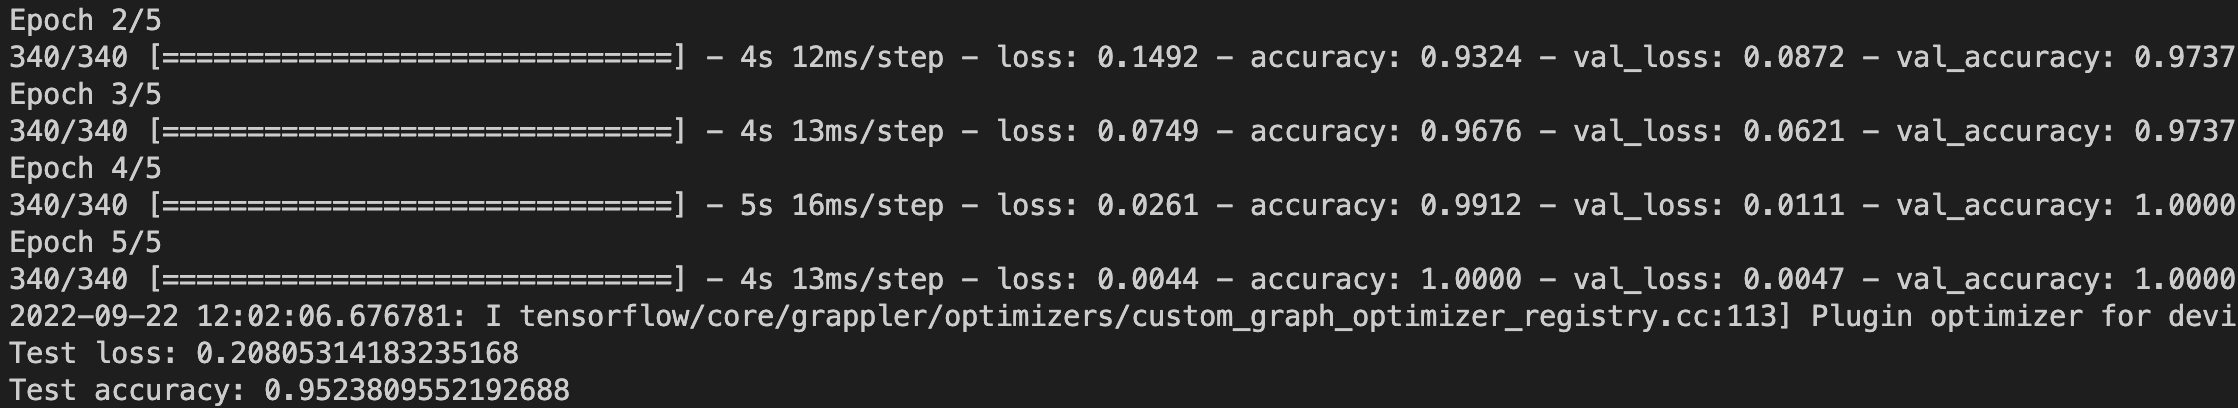 Epoch 2/5
340/340 [==============================] - 4s 12ms/step - loss: 0.1492 - accuracy: 0.9324 - val_loss: 0.0872 - val_accuracy: 0.9737
Epoch 3/5
340/340 [==============================] - 4s 13ms/step - loss: 0.0749 - accuracy: 0.9676 - val_loss: 0.0621 - val_accuracy: 0.9737
Epoch 4/5
340/340 [==============================] - 5s 16ms/step - loss: 0.0261 - accuracy: 0.9912 - val_loss: 0.0111 - val_accuracy: 1.0000
Epoch 5/5
340/340 [==============================] - 4s 13ms/step - loss: 0.0044 - accuracy: 1.0000 - val_loss: 0.0047 - val_accuracy: 1.0000
2022-09-22 12:02:06.676781: I tensorflow/core/grappler/optimizers/custom_graph_optimizer_registry.cc:113] Plugin optimizer for devi
Test loss: 0.20805314183235168
Test accuracy: 0.9523809552192688